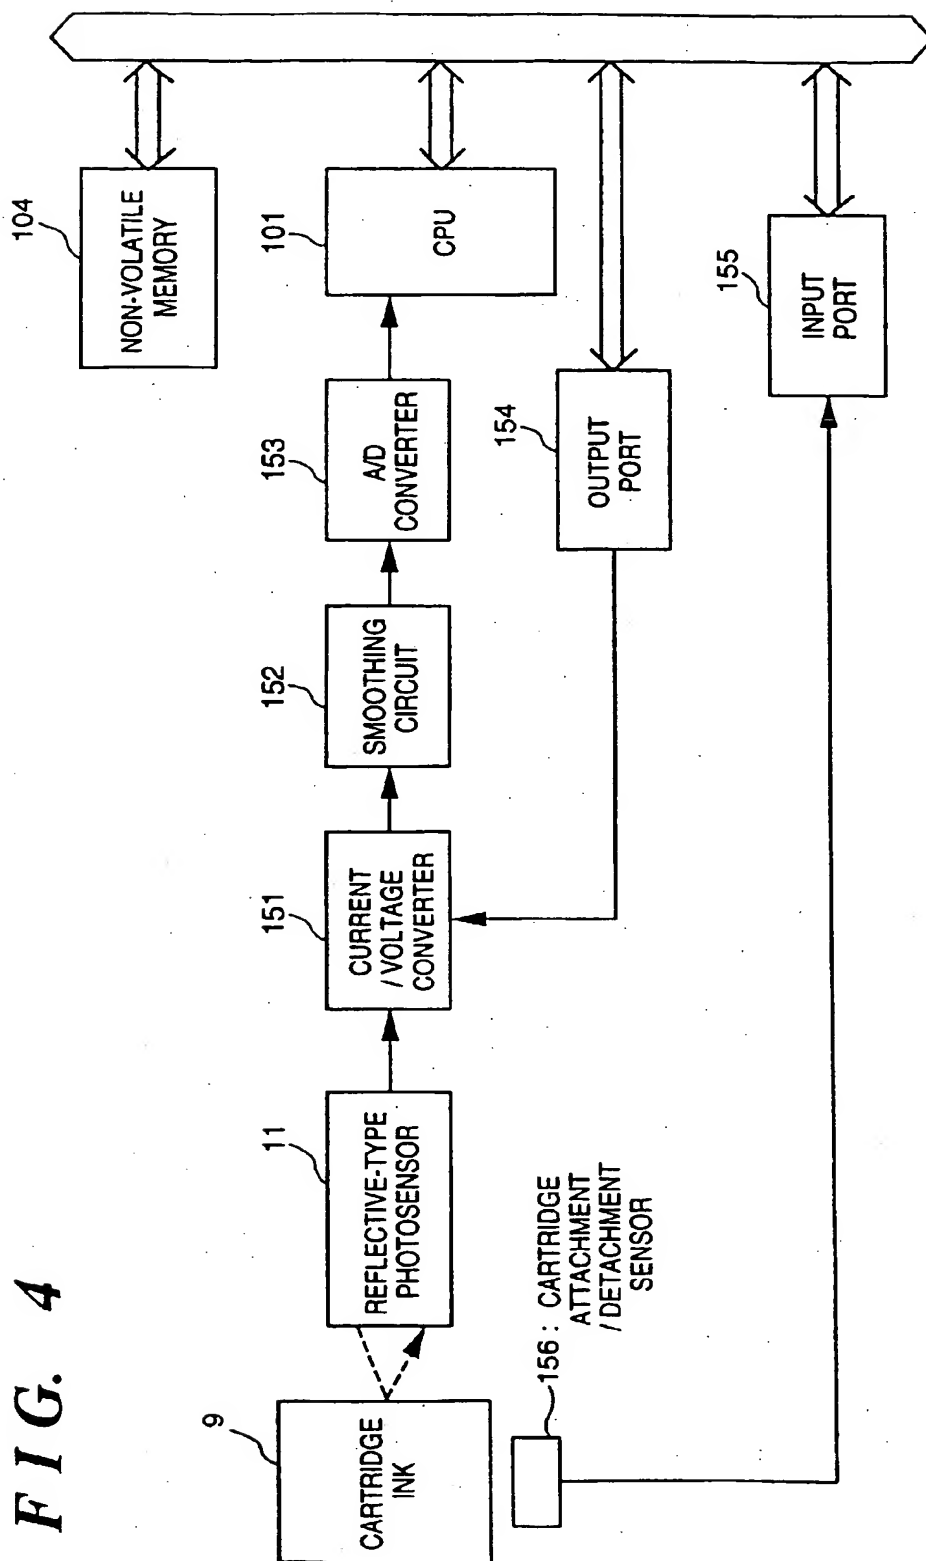 FIG. 4
9
CARTRIDGE
INK
11
REFLECTIVE-TYPE
PHOTOSENSOR
151
CURRENT
/ VOLTAGE
CONVERTER
152
SMOOTHING
CIRCUIT
153
A/D
CONVERTER
101
CPU
104
NON-VOLATILE
MEMORY
154
OUTPUT
PORT
155
INPUT
PORT
156 : CARTRIDGE
ATTACHMENT
/ DETACHMENT
SENSOR